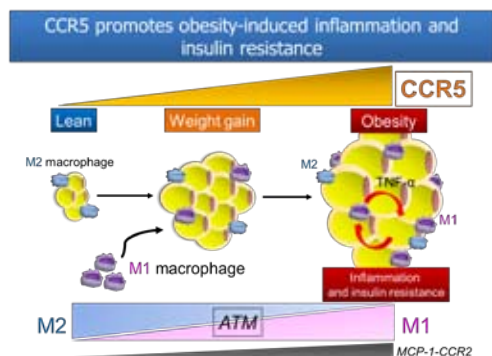 CCR5 promotes obesity-induced inflammation and
insulin resistance
CCR5
Lean
Weight gain
Obesity
M2 macrophage
M2
TNF-α
M1
M1 macrophage
Inflammation
and insulin resistance
M2
ATM
M1
MCP-1-CCR2